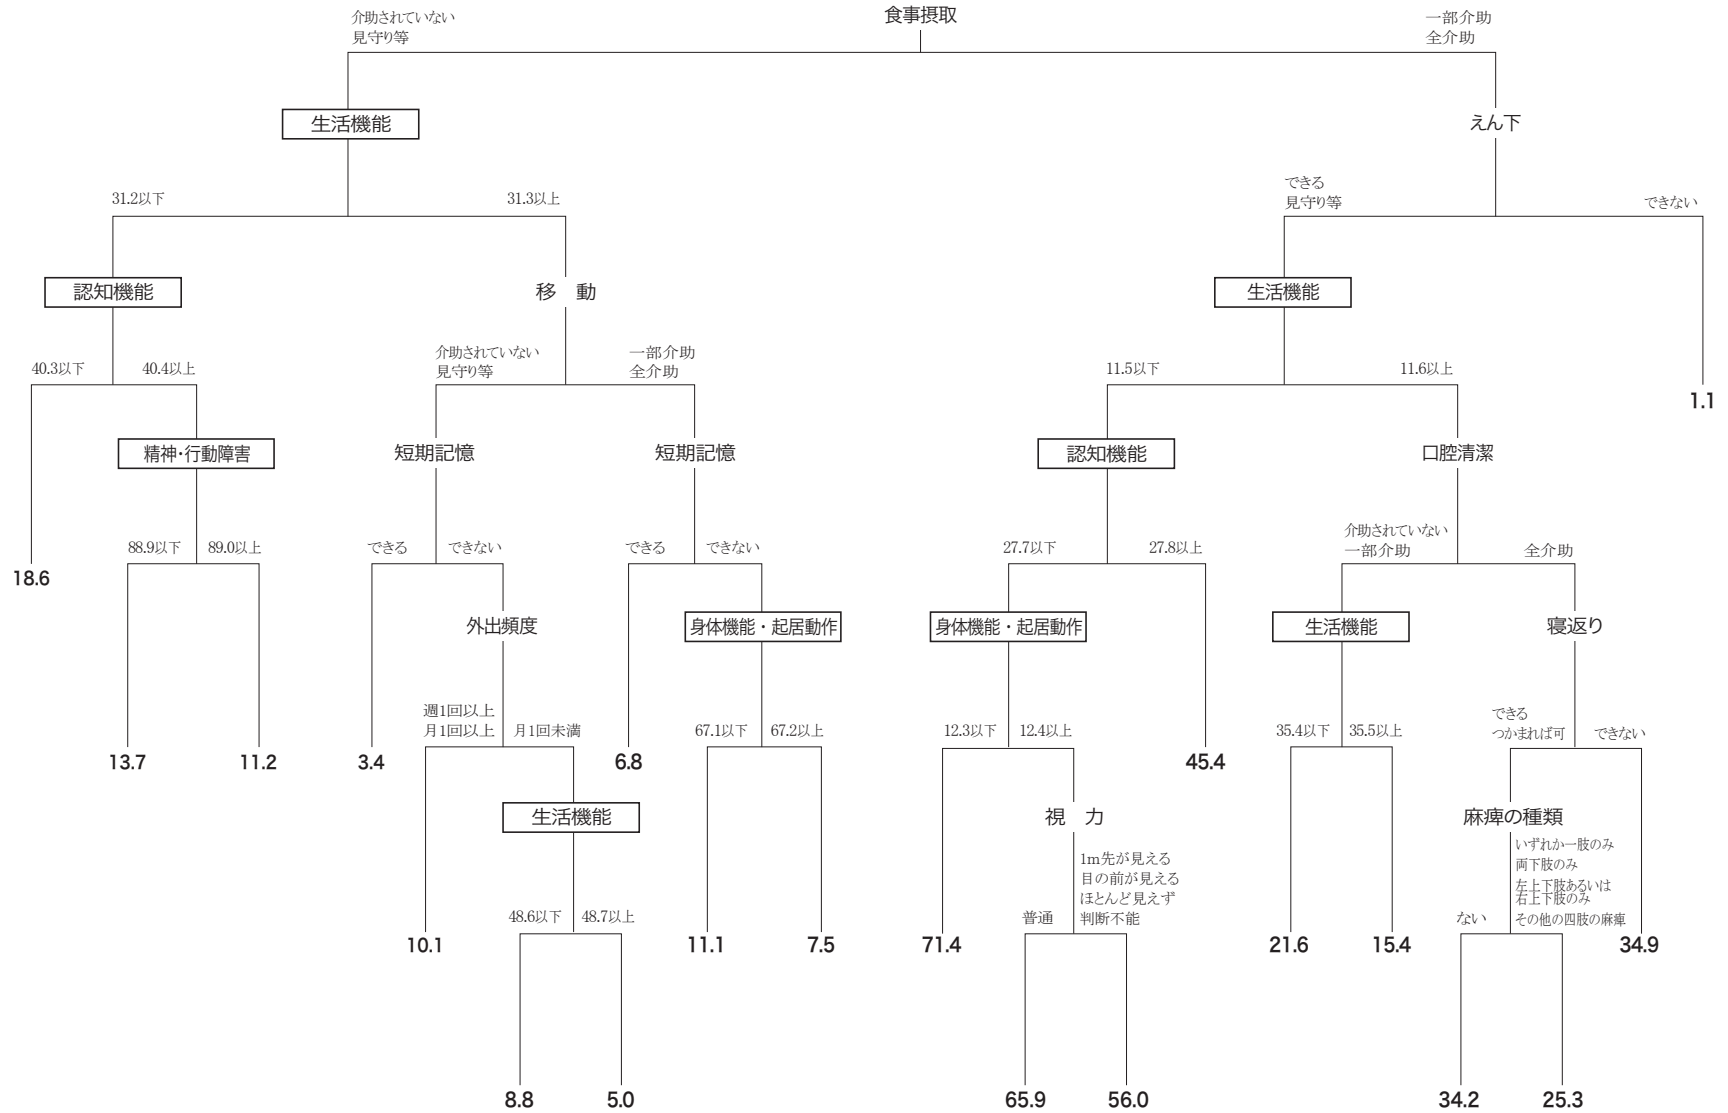 食事摂取
介助されていない
見守り等
一部介助
全介助
生活機能
えん下
31.2以下
31.3以上
できる
見守り等
できない
認知機能
移　動
生活機能
40.3以下
40.4以上
介助されていない
見守り等
一部介助
全介助
11.5以下
11.6以上
1.1
精神・行動障害
短期記憶
短期記憶
認知機能
口腔清潔
88.9以下
89.0以上
できる
できない
できる
できない
27.7以下
27.8以上
介助されていない
一部介助
全介助
18.6
外出頻度
身体機能・起居動作
身体機能・起居動作
生活機能
寝返り
週1回以上
月1回以上
月1回未満
67.1以下
67.2以上
12.3以下
12.4以上
35.4以下
35.5以上
できる
つかまれば可
できない
13.7
11.2
3.4
6.8
45.4
生活機能
視　力
麻痺の種類
1m先が見える
目の前が見える
ほとんど見えず
判断不能
普通
いずれか一肢のみ
両下肢のみ
左上下肢あるいは
右上下肢のみ
その他の四肢の麻痺
ない
48.6以下
48.7以上
10.1
11.1
7.5
71.4
21.6
15.4
34.9
8.8
5.0
65.9
56.0
34.2
25.3